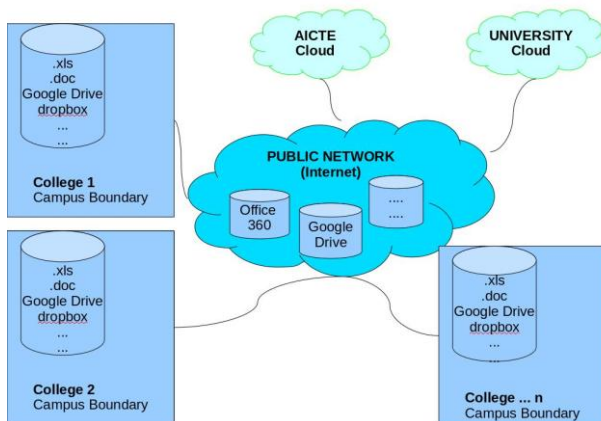 .xls
.doc
Google Drive
dropbox
...
...
College 1
Campus Boundary
AICTE
Cloud
UNIVERSITY
Cloud
PUBLIC NETWORK
(Internet)
Office
360
Google
Drive
....
....
.xls
.doc
Google Drive
dropbox
...
...
College 2
Campus Boundary
.xls
.doc
Google Drive
dropbox
...
...
College ... n
Campus Boundary